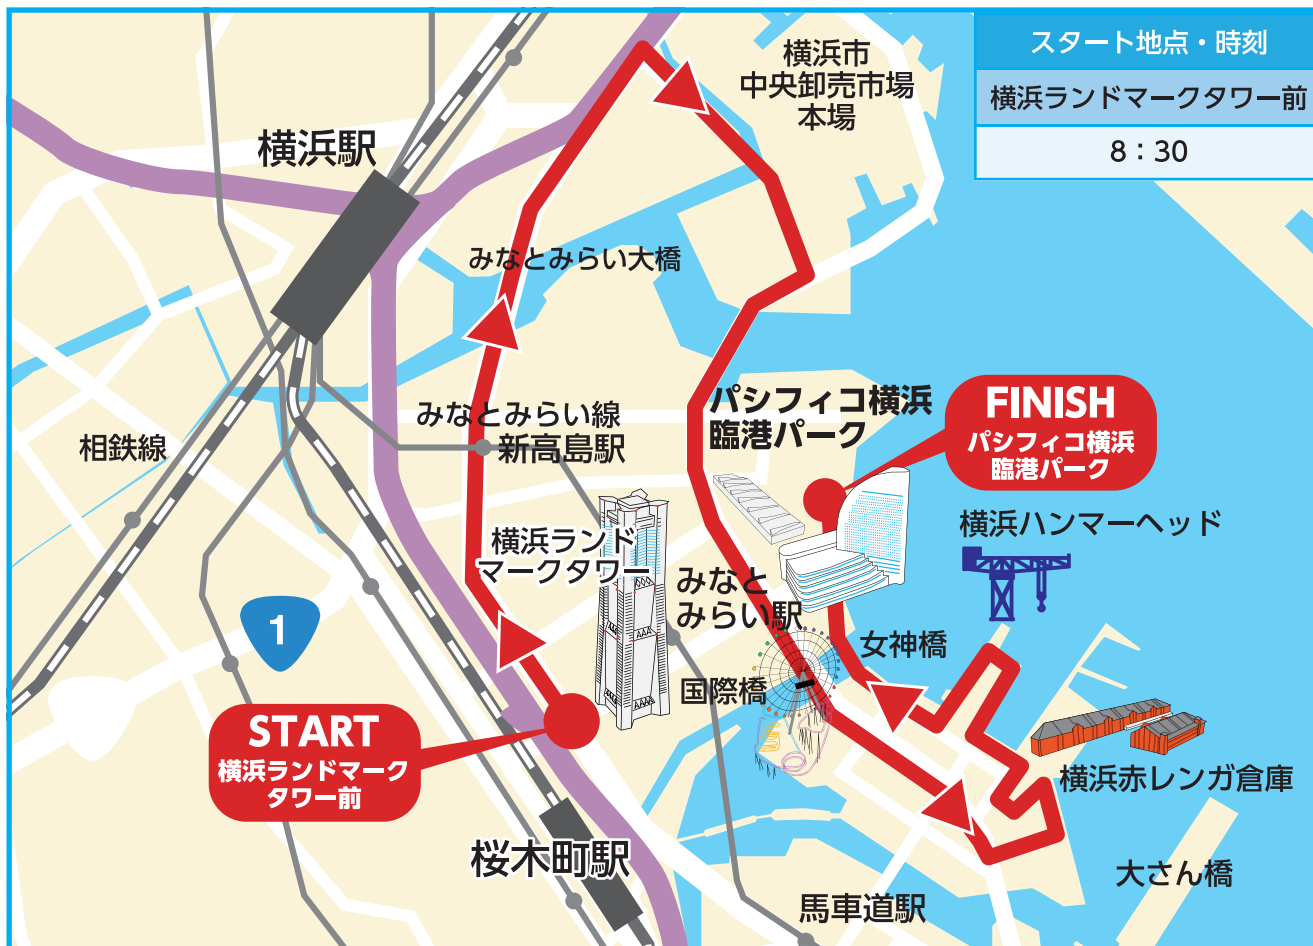 スタート地点・時刻
横浜ランドマークタワー前
8：30
横浜市
中央卸売市場
本場
横浜駅
みなとみらい大橋
みなとみらい線
新高島駅
相鉄線
パシフィコ横浜
臨港パーク
FINISH
パシフィコ横浜
臨港パーク
横浜ハンマーヘッド
横浜ランド
マークタワー
みなと
みらい駅
1
女神橋
国際橋
START
横浜ランドマーク
タワー前
横浜赤レンガ倉庫
桜木町駅
大さん橋
馬車道駅